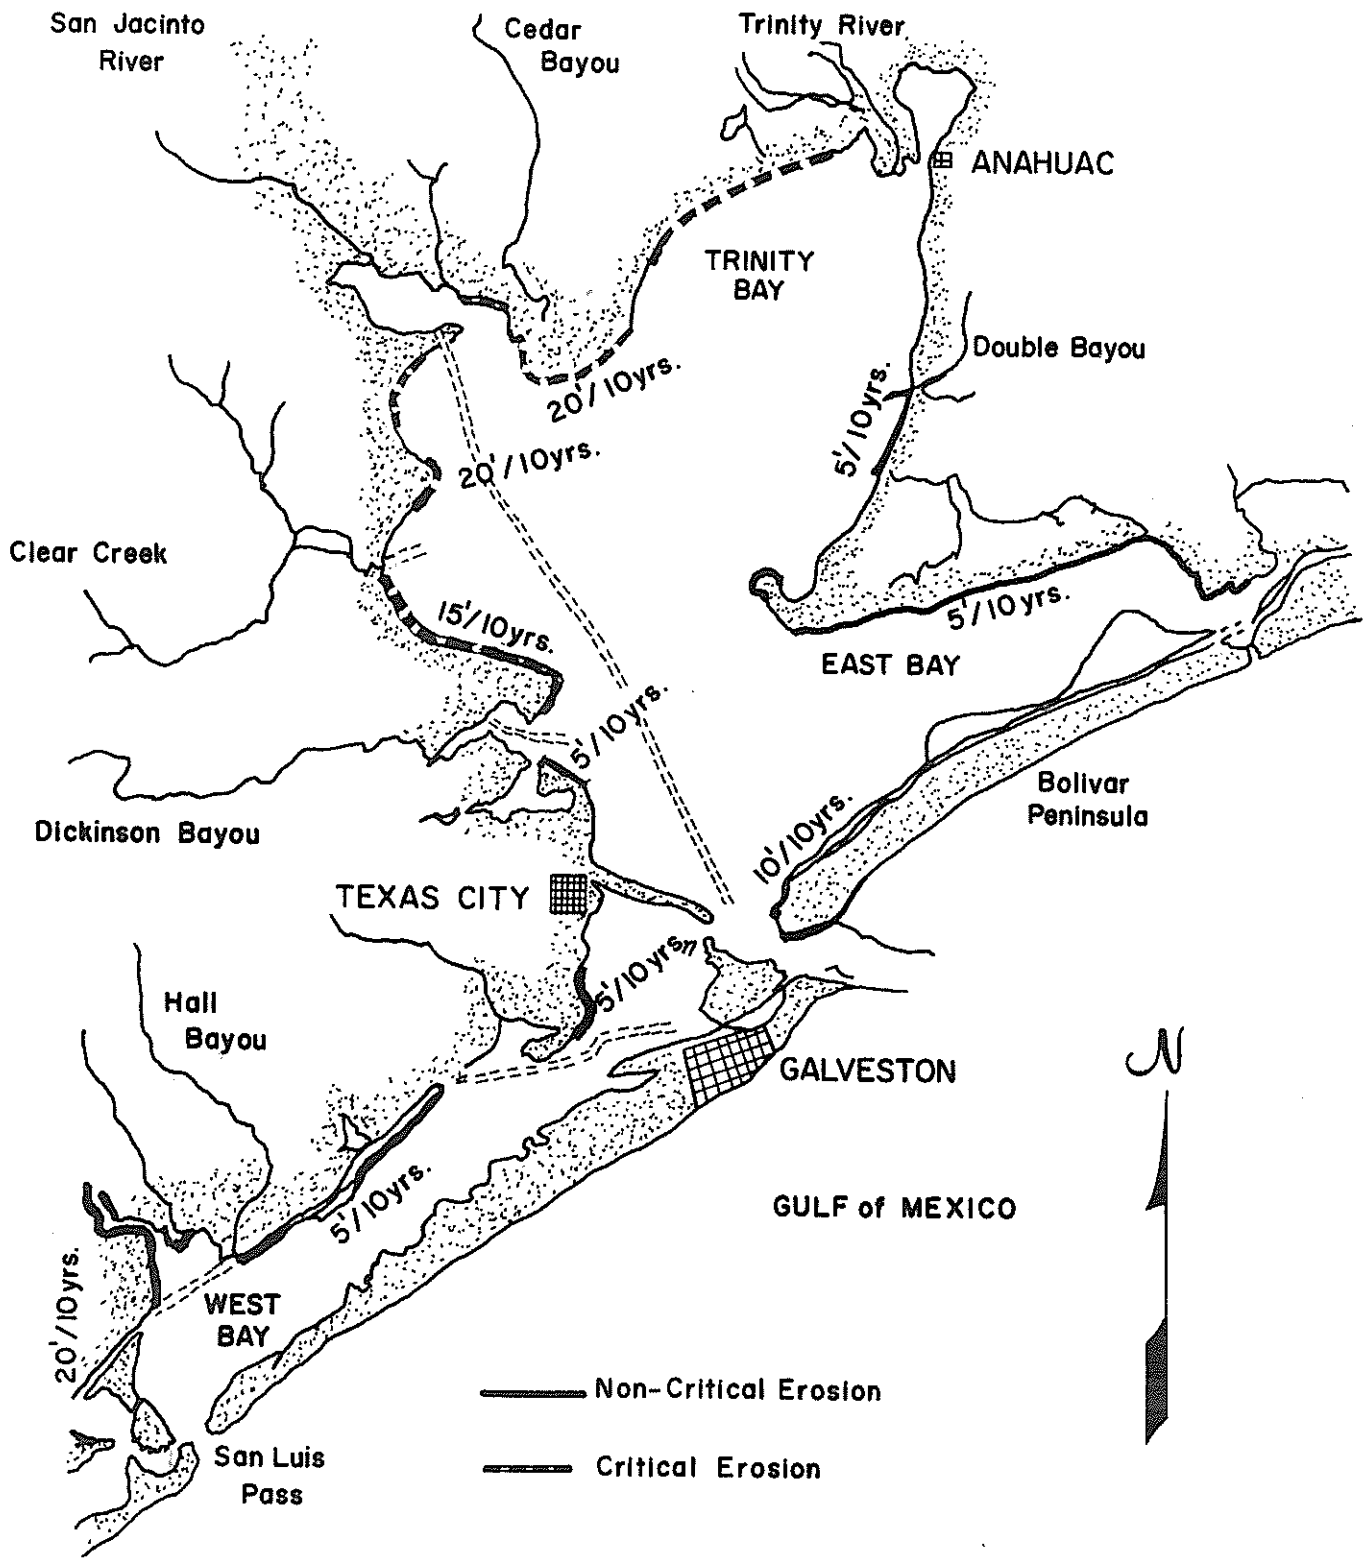 San Jacinto
River
Cedar
Bayou
Trinity River
ANAHUAC
TRINITY
BAY
Double Bayou
20'/10yrs.
5'/10yrs.
20'/10yrs.
Clear Creek
15'/10yrs.
5'/10yrs.
EAST BAY
5'/10yrs.
Dickinson Bayou
Bolivar
Peninsula
10'/10yrs.
TEXAS CITY
5'/10yrs.
Hall
Bayou
GALVESTON
N
5'/10yrs.
GULF of MEXICO
20'/10yrs.
WEST
BAY
Non-Critical Erosion
San Luis
Pass
Critical Erosion